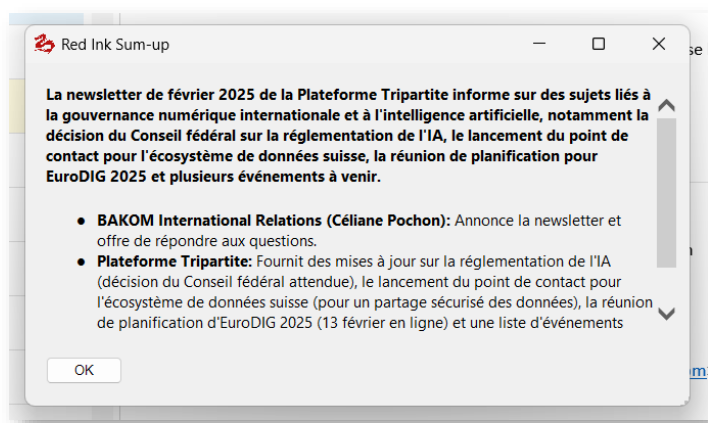 Red Ink Sum-up
se
La newsletter de février 2025 de la Plateforme Tripartite informe sur des sujets liés à
la gouvernance numérique internationale et à l'intelligence artificielle, notamment la
décision du Conseil fédéral sur la réglementation de l'IA, le lancement du point de
contact pour l'écosystème de données suisse, la réunion de planification pour
EuroDIG 2025 et plusieurs événements à venir.
● BAKOM International Relations (Céliane Pochon): Annonce la newsletter et
offre de répondre aux questions.
● Plateforme Tripartite: Fournit des mises à jour sur la réglementation de l'IA
(décision du Conseil fédéral attendue), le lancement du point de contact pour
l'écosystème de données suisse (pour un partage sécurisé des données), la réunion
de planification d'EuroDIG 2025 (13 février en ligne) et une liste d'événements
OK